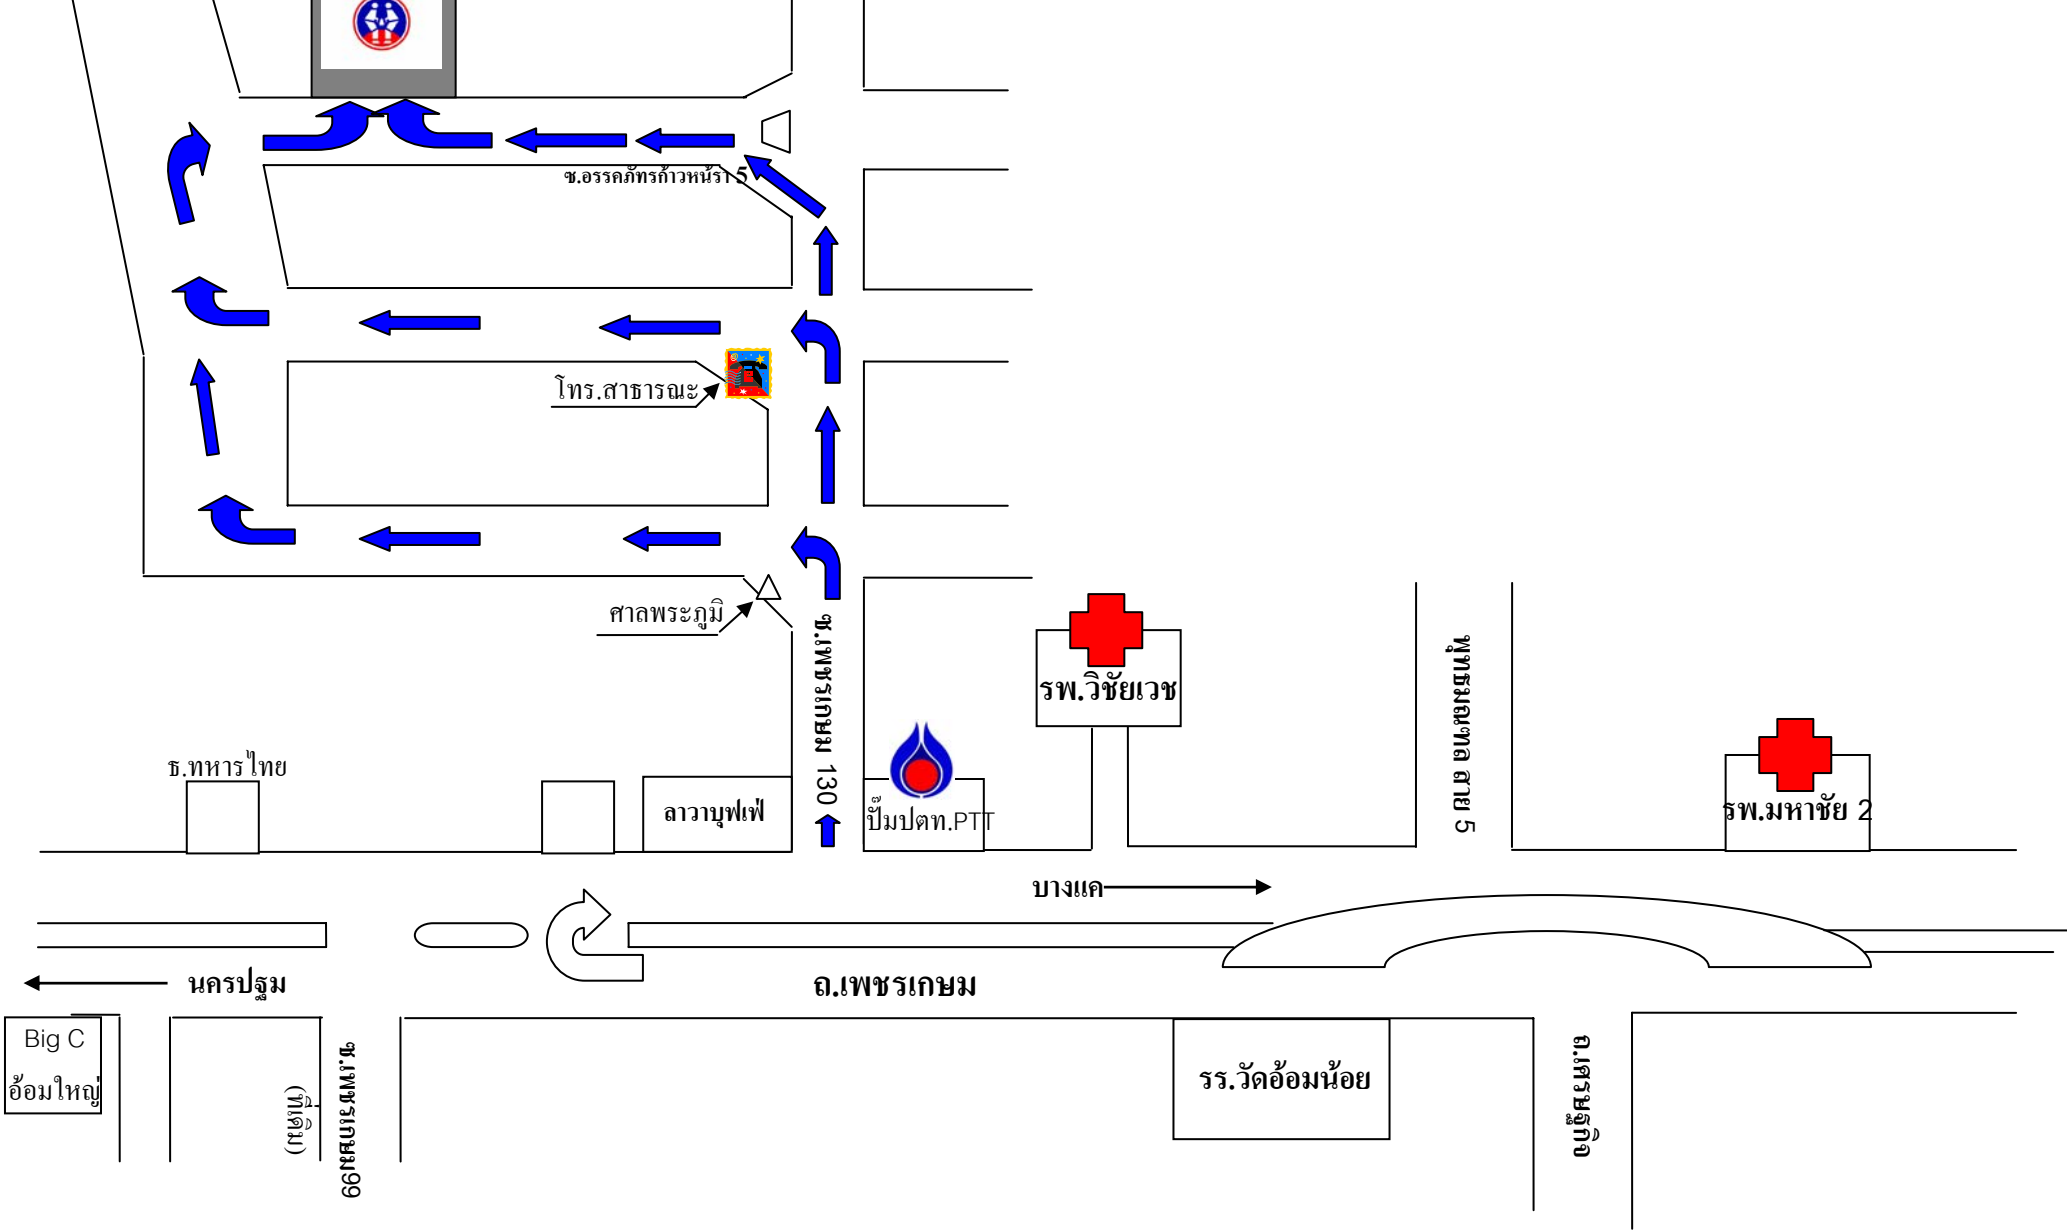 ซ.อรรคภัทรก้าวหน้รา 5
โทร.สาธารณะ
ศาลพระภูมิ
ซ.เพชรเกษม 130
รพ.วิชัยเวช
พุทธมณฑล สาย 5
ธ.ทหารไทย
ลาวาบุฟเฟ่
ปั๊มปตท.PTT
รพ.มหาชัย 2
บางแค
นครปฐม
ถ.เพชรเกษม
Big C
อ้อมใหญ่
ซ.เพชรเกษม99
(ที่เดิม)
รร.วัดอ้อมน้อย
ถ.เศรษฐกิจ